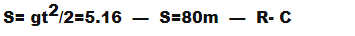 S= gt²/2=5.16 — S=80m — R- C